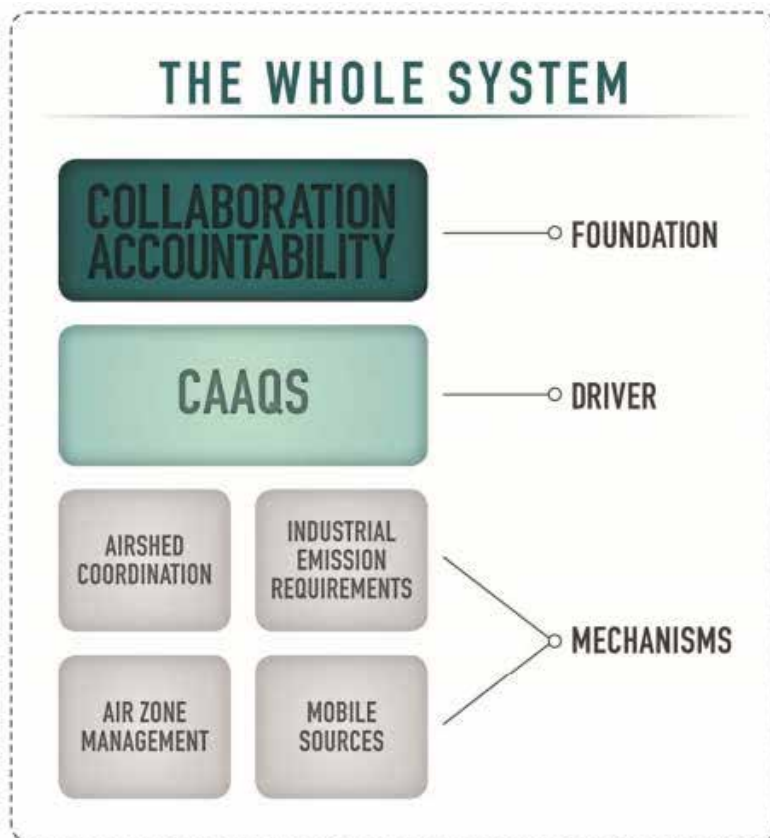 THE WHOLE SYSTEM
COLLABORATION
ACCOUNTABILITY
FOUNDATION
CAAQS
DRIVER
AIRSHED
COORDINATION
INDUSTRIAL
EMISSION
REQUIREMENTS
MECHANISMS
AIR ZONE
MANAGEMENT
MOBILE
SOURCES